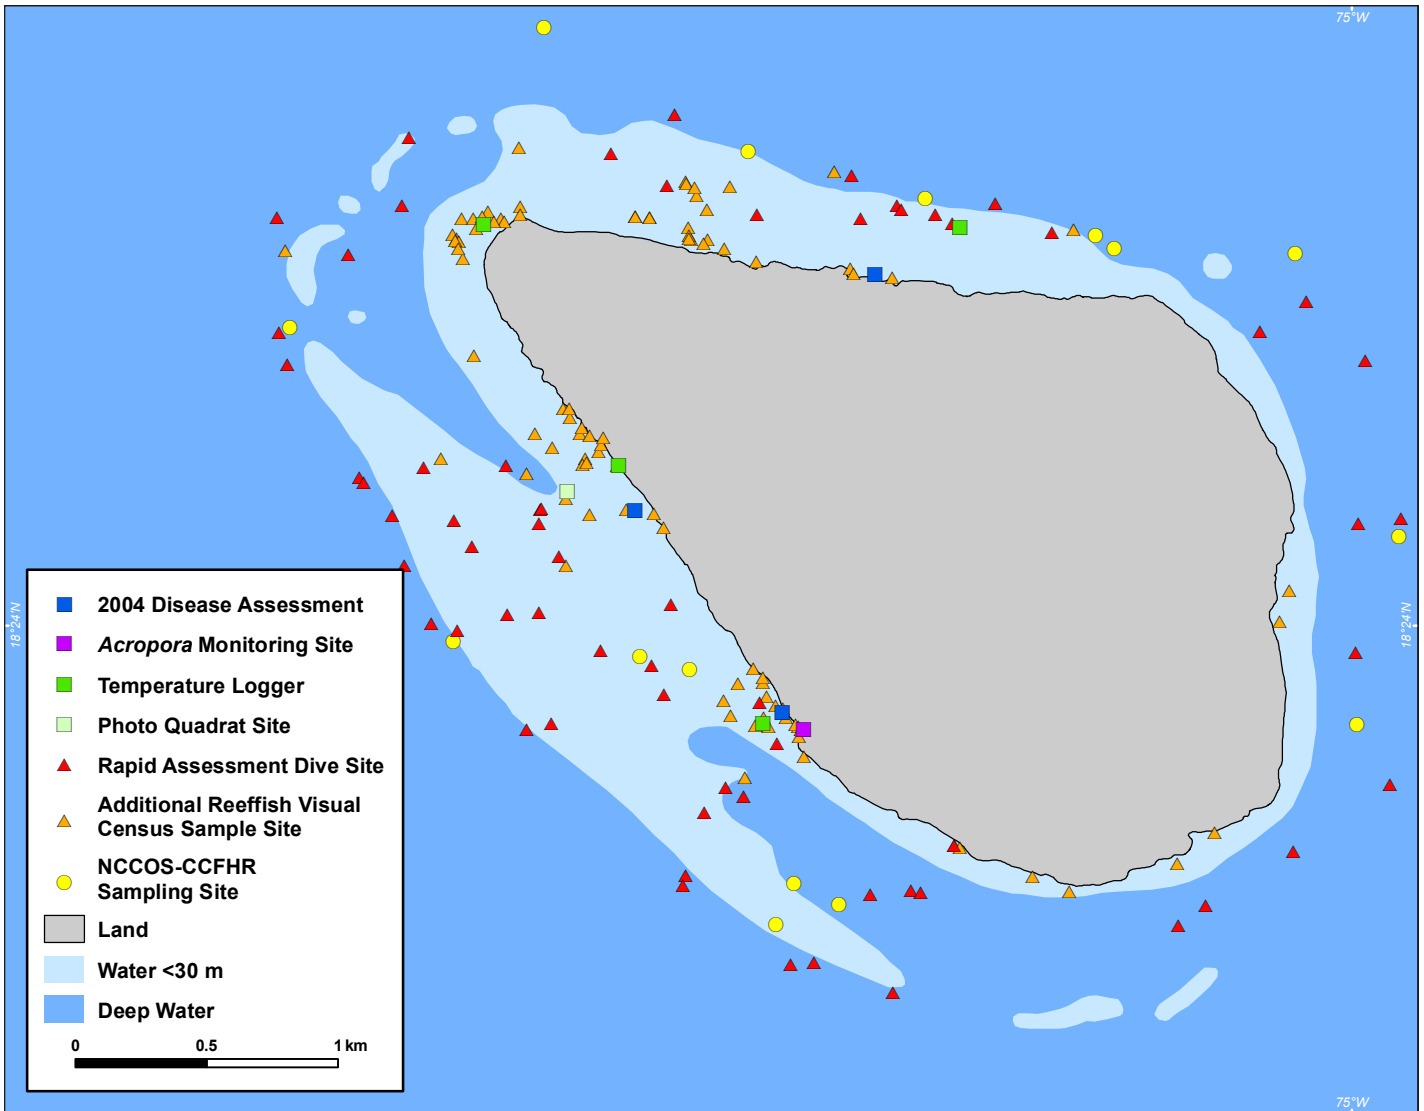 75°W
18°24'N
18°24'N
2004 Disease Assessment
Acropora Monitoring Site
Temperature Logger
Photo Quadrat Site
Rapid Assessment Dive Site
Additional Reeffish Visual
Census Sample Site
NCCOS-CCFHR
Sampling Site
Land
Water <30 m
Deep Water
0 0.5 1 km
75°W